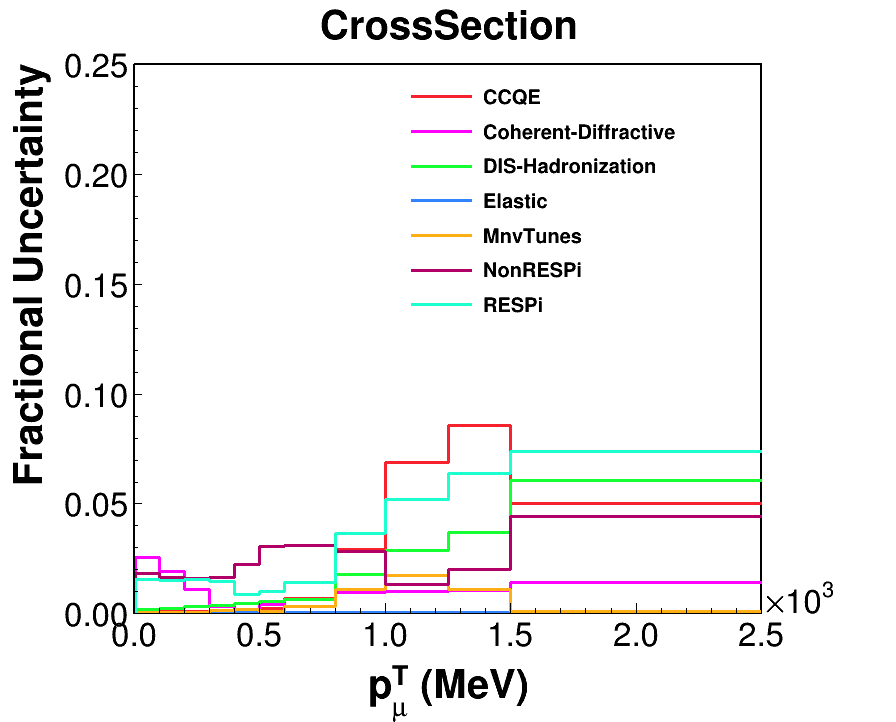 CrossSection
Fractional Uncertainty
0.25
0.20
0.15
0.10
0.05
0.00
CCQE
Coherent-Diffractive
DIS-Hadronization
Elastic
MnvTunes
NonRESPi
RESPi
0.0 0.5 1.0 1.5 2.0 2.5
×10³
p_μ^T (MeV)